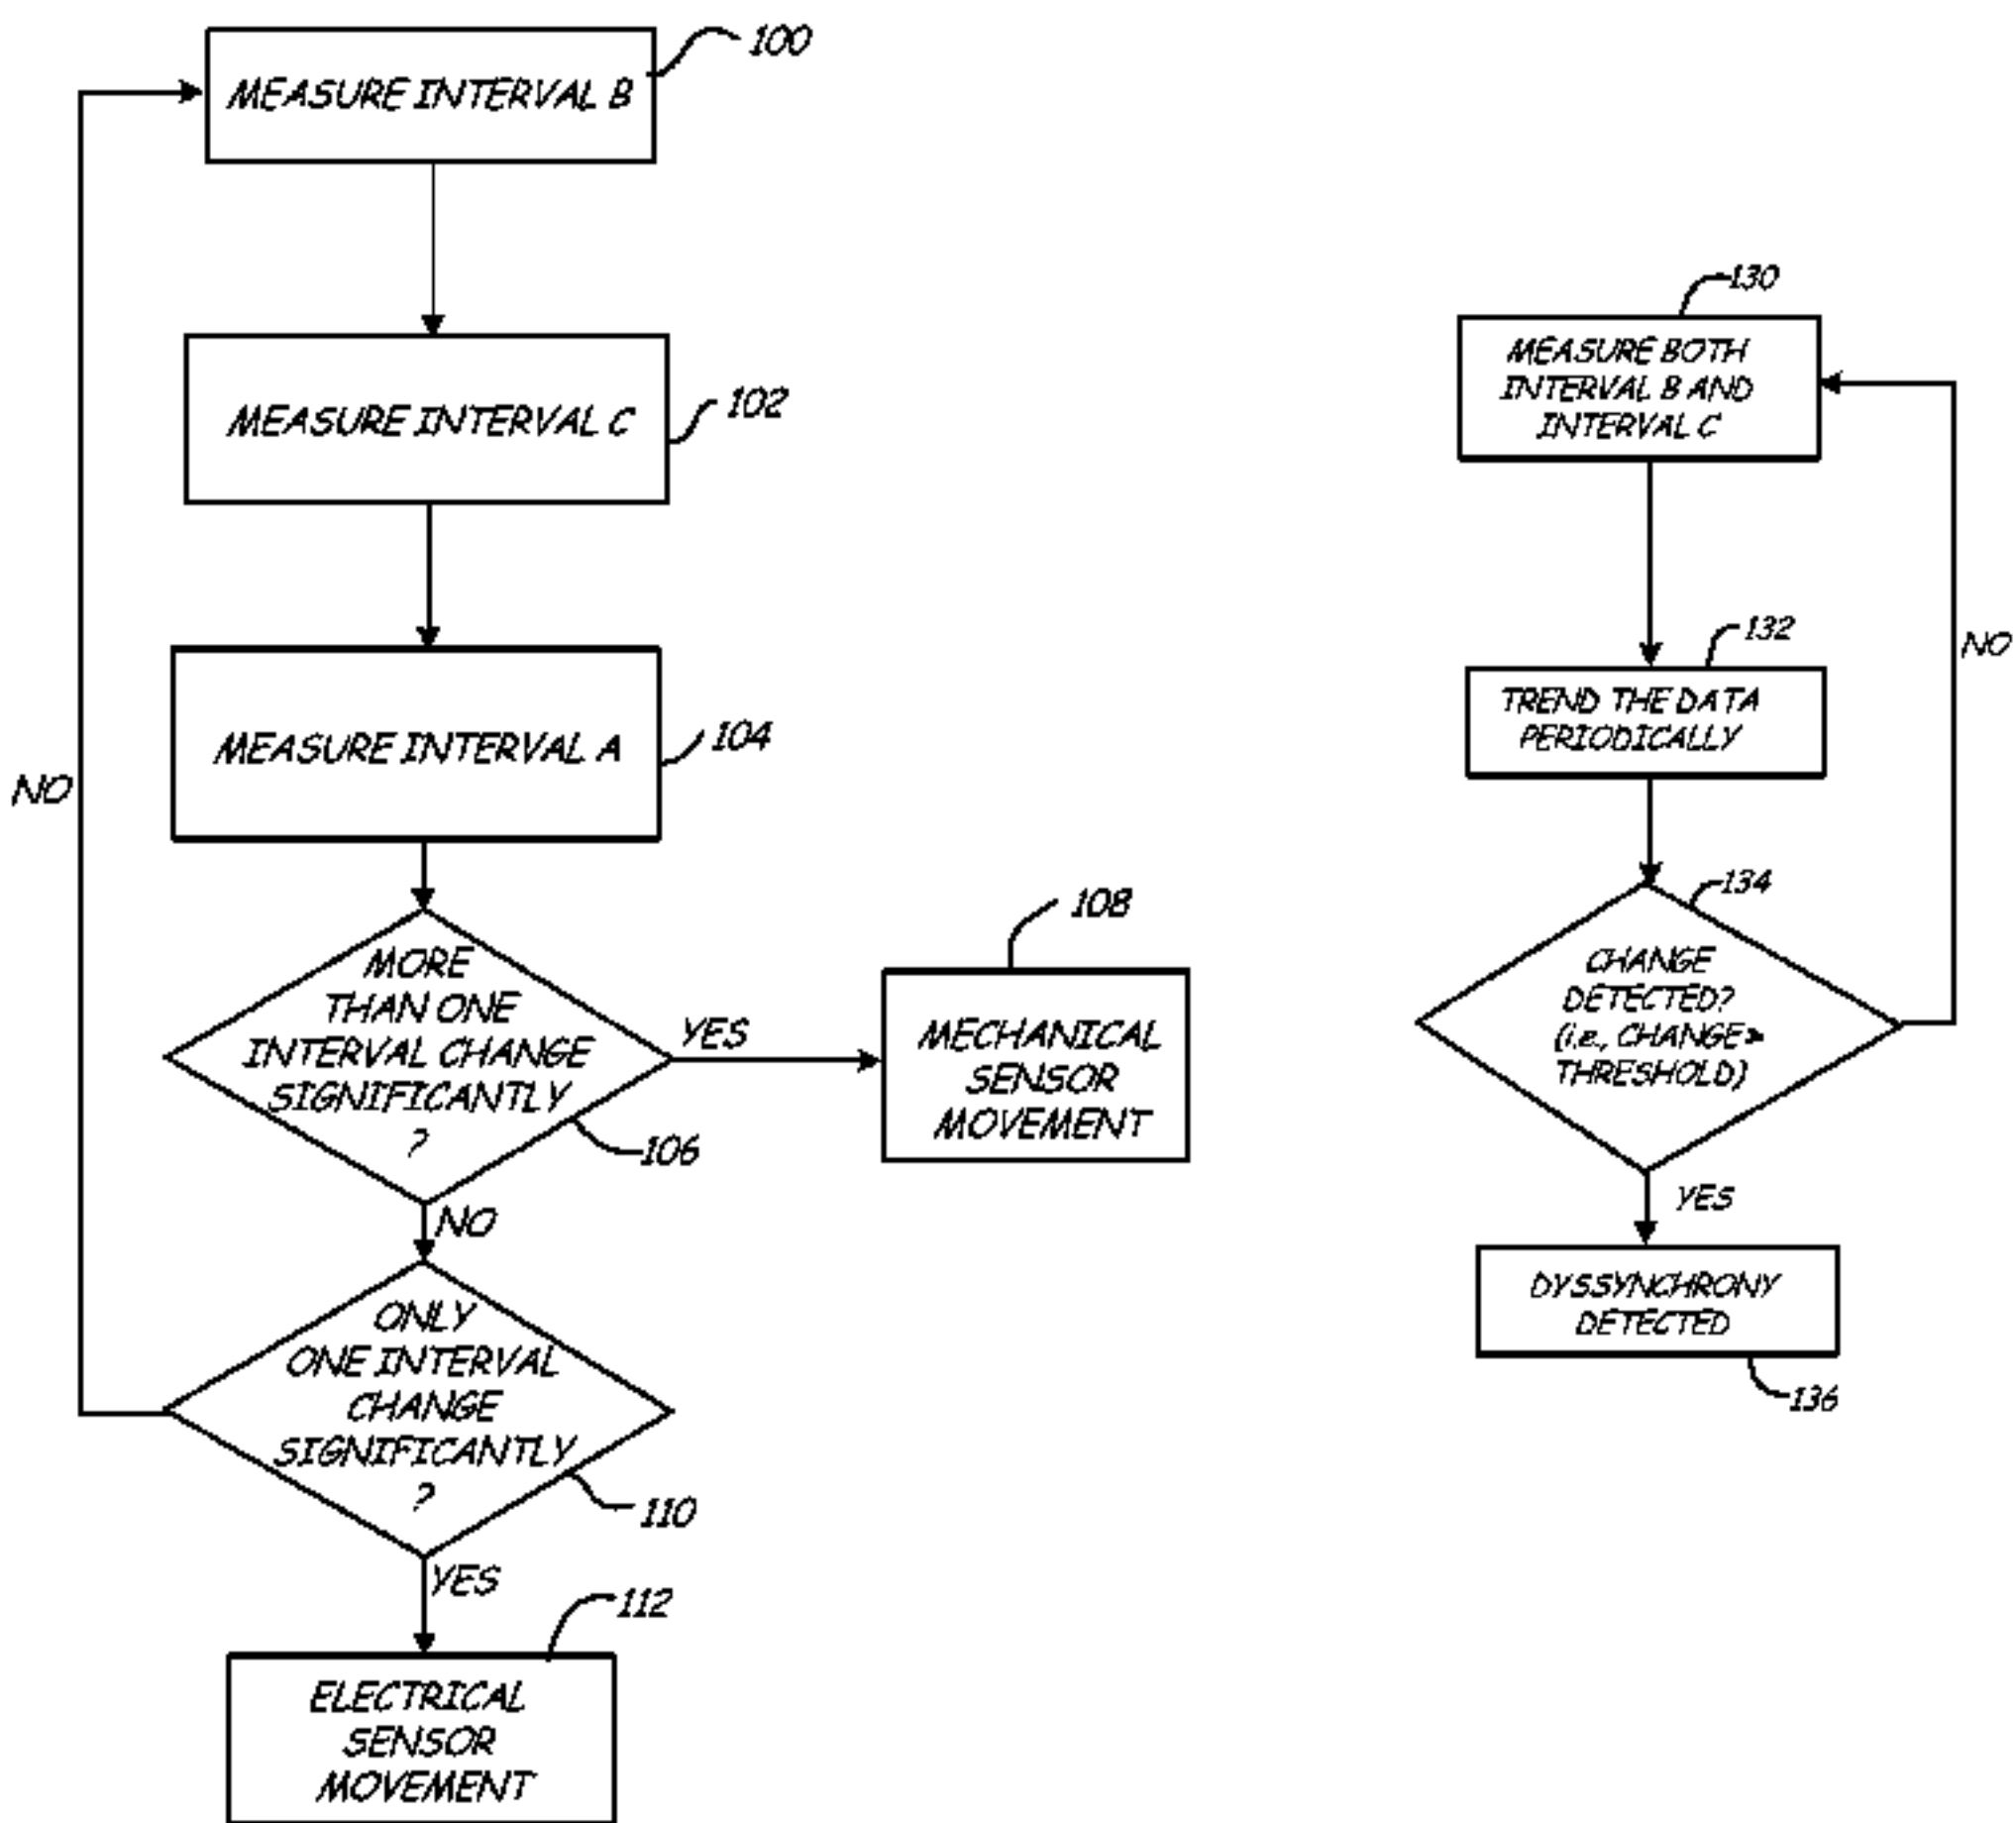 100
MEASURE INTERVAL B
MEASURE INTERVAL C
102
MEASURE INTERVAL A
104
NO
MORE
THAN ONE
INTERVAL CHANGE
SIGNIFICANTLY
?
106
YES
108
MECHANICAL
SENSOR
MOVEMENT
NO
ONLY
ONE INTERVAL
CHANGE
SIGNIFICANTLY
?
110
YES
112
ELECTRICAL
SENSOR
MOVEMENT
130
MEASURE BOTH
INTERVAL B AND
INTERVAL C
132
TREND THE DATA
PERIODICALLY
NO
134
CHANGE
DETECTED?
(i.e., CHANGE>
THRESHOLD)
YES
DYSSYNCHRONY
DETECTED
136